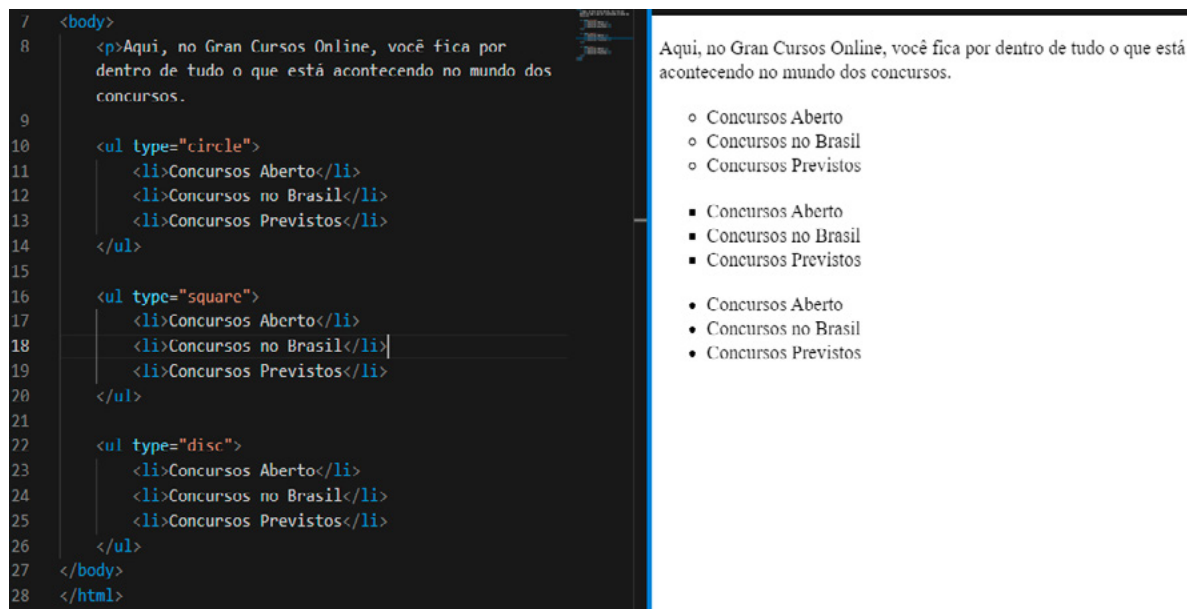 7 <body>
8 <p>Aqui, no Gran Cursos Online, você fica por
dentro de tudo o que está acontecendo no mundo dos
concursos.
9
10 <ul type="circle">
11 <li>Concursos Aberto</li>
12 <li>Concursos no Brasil</li>
13 <li>Concursos Previstos</li>
14 </ul>
15
16 <ul type="square">
17 <li>Concursos Aberto</li>
18 <li>Concursos no Brasil</li>
19 <li>Concursos Previstos</li>
20 </ul>
21
22 <ul type="disc">
23 <li>Concursos Aberto</li>
24 <li>Concursos no Brasil</li>
25 <li>Concursos Previstos</li>
26 </ul>
27 </body>
28 </html>
Aqui, no Gran Cursos Online, você fica por dentro de tudo o que está
acontecendo no mundo dos concursos.
Concursos Aberto
Concursos no Brasil
Concursos Previstos
Concursos Aberto
Concursos no Brasil
Concursos Previstos
Concursos Aberto
Concursos no Brasil
Concursos Previstos